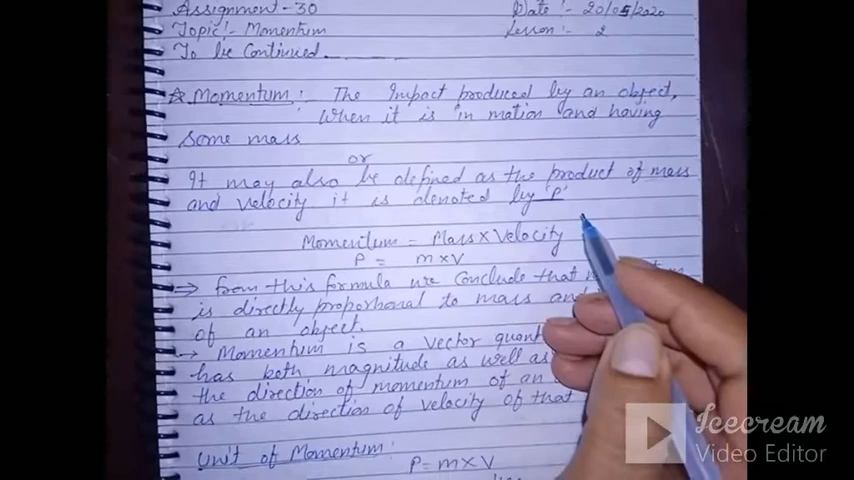 Assignment - 30
Date :- 20/05/2020
Topic :- Momentum
Lesson :- 2
To be Continued
☆ Momentum : The Impact produced by an object,
When it is in mation and having
some mass
or
It may also be defined as the product of mass
and velocity it is denoted by 'P'
Momentum = Mass × Velocity
P = m × V
⇒ from this formula we Conclude that
is directly proportional to mass and
of an object.
→ Momentum is a vector
has both magnitude as well as
the direction of momentum of an
as the direction of velocity of that
Unit of Momentum :
P = m × V
Icecream
Video Editor